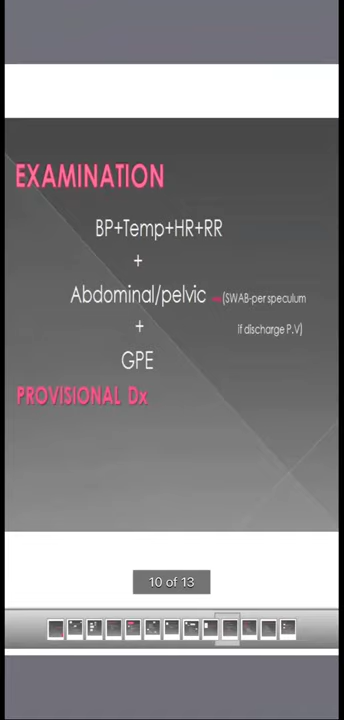 EXAMINATION
BP+Temp+HR+RR
+
Abdominal/pelvic →(SWAB-per speculum
if discharge P.V)
+
GPE
PROVISIONAL Dx
10 of 13